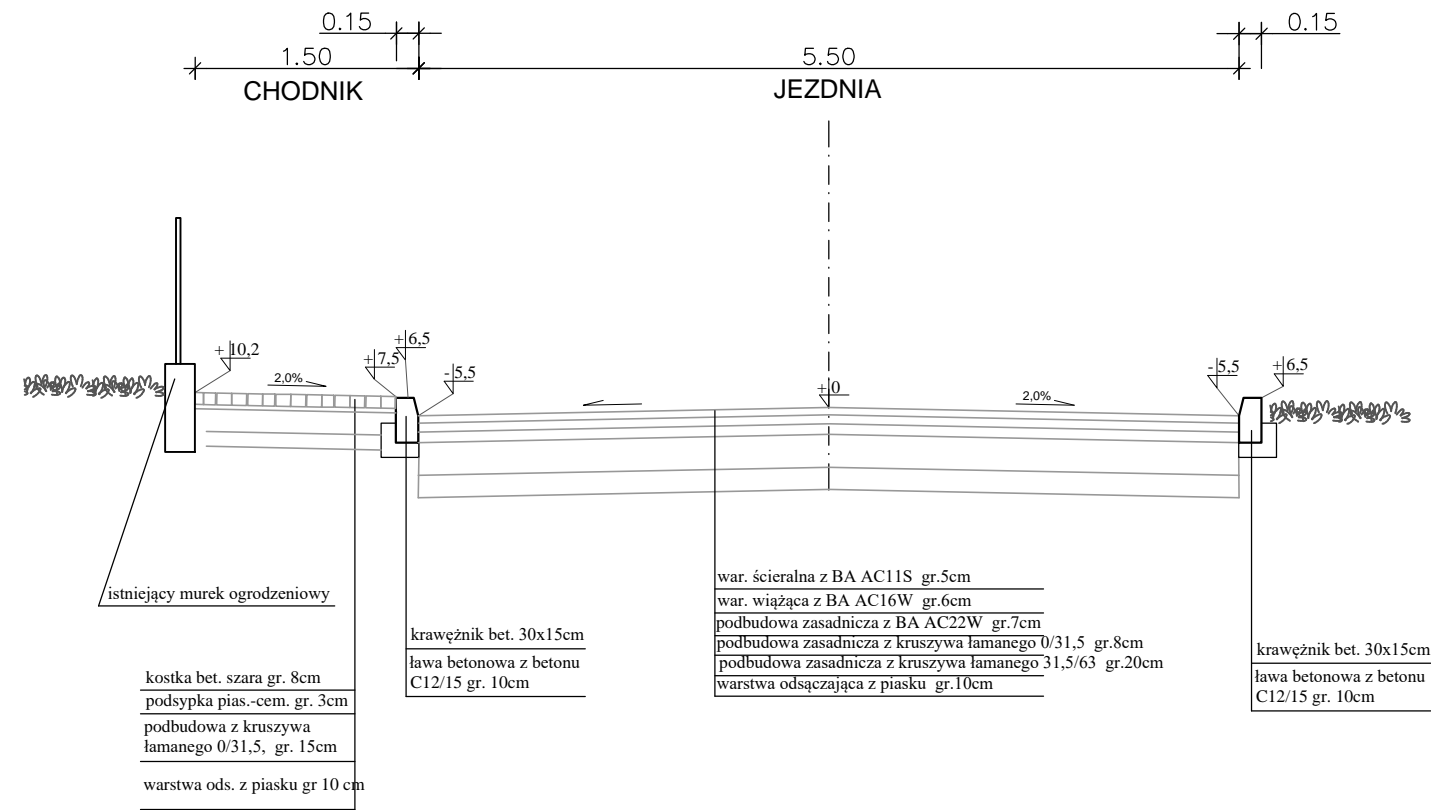 0.15
0.15
1.50
5.50
CHODNIK
JEZDNIA
+10,2
+7,5
+6,5
-5,5
2,0%
+0
2,0%
-5,5
+6,5
istniejący murek ogrodzeniowy
krawężnik bet. 30x15cm
ława betonowa z betonu
C12/15 gr. 10cm
kostka bet. szara gr. 8cm
podsypka pias.-cem. gr. 3cm
podbudowa z kruszywa
łamanego 0/31,5, gr. 15cm
warstwa ods. z piasku gr 10 cm
war. ścieralna z BA AC11S gr.5cm
war. wiążąca z BA AC16W gr.6cm
podbudowa zasadnicza z BA AC22W gr.7cm
podbudowa zasadnicza z kruszywa łamanego 0/31,5 gr.8cm
podbudowa zasadnicza z kruszywa łamanego 31,5/63 gr.20cm
warstwa odsączająca z piasku gr.10cm
krawężnik bet. 30x15cm
ława betonowa z betonu
C12/15 gr. 10cm